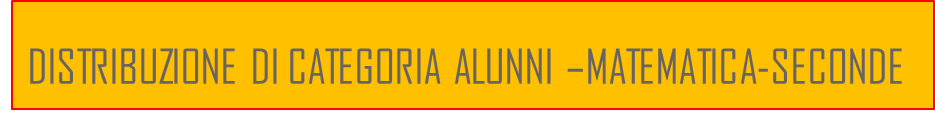 DISTRIBUZIONE DI CATEGORIA ALUNNI –MATEMATICA-SECONDE